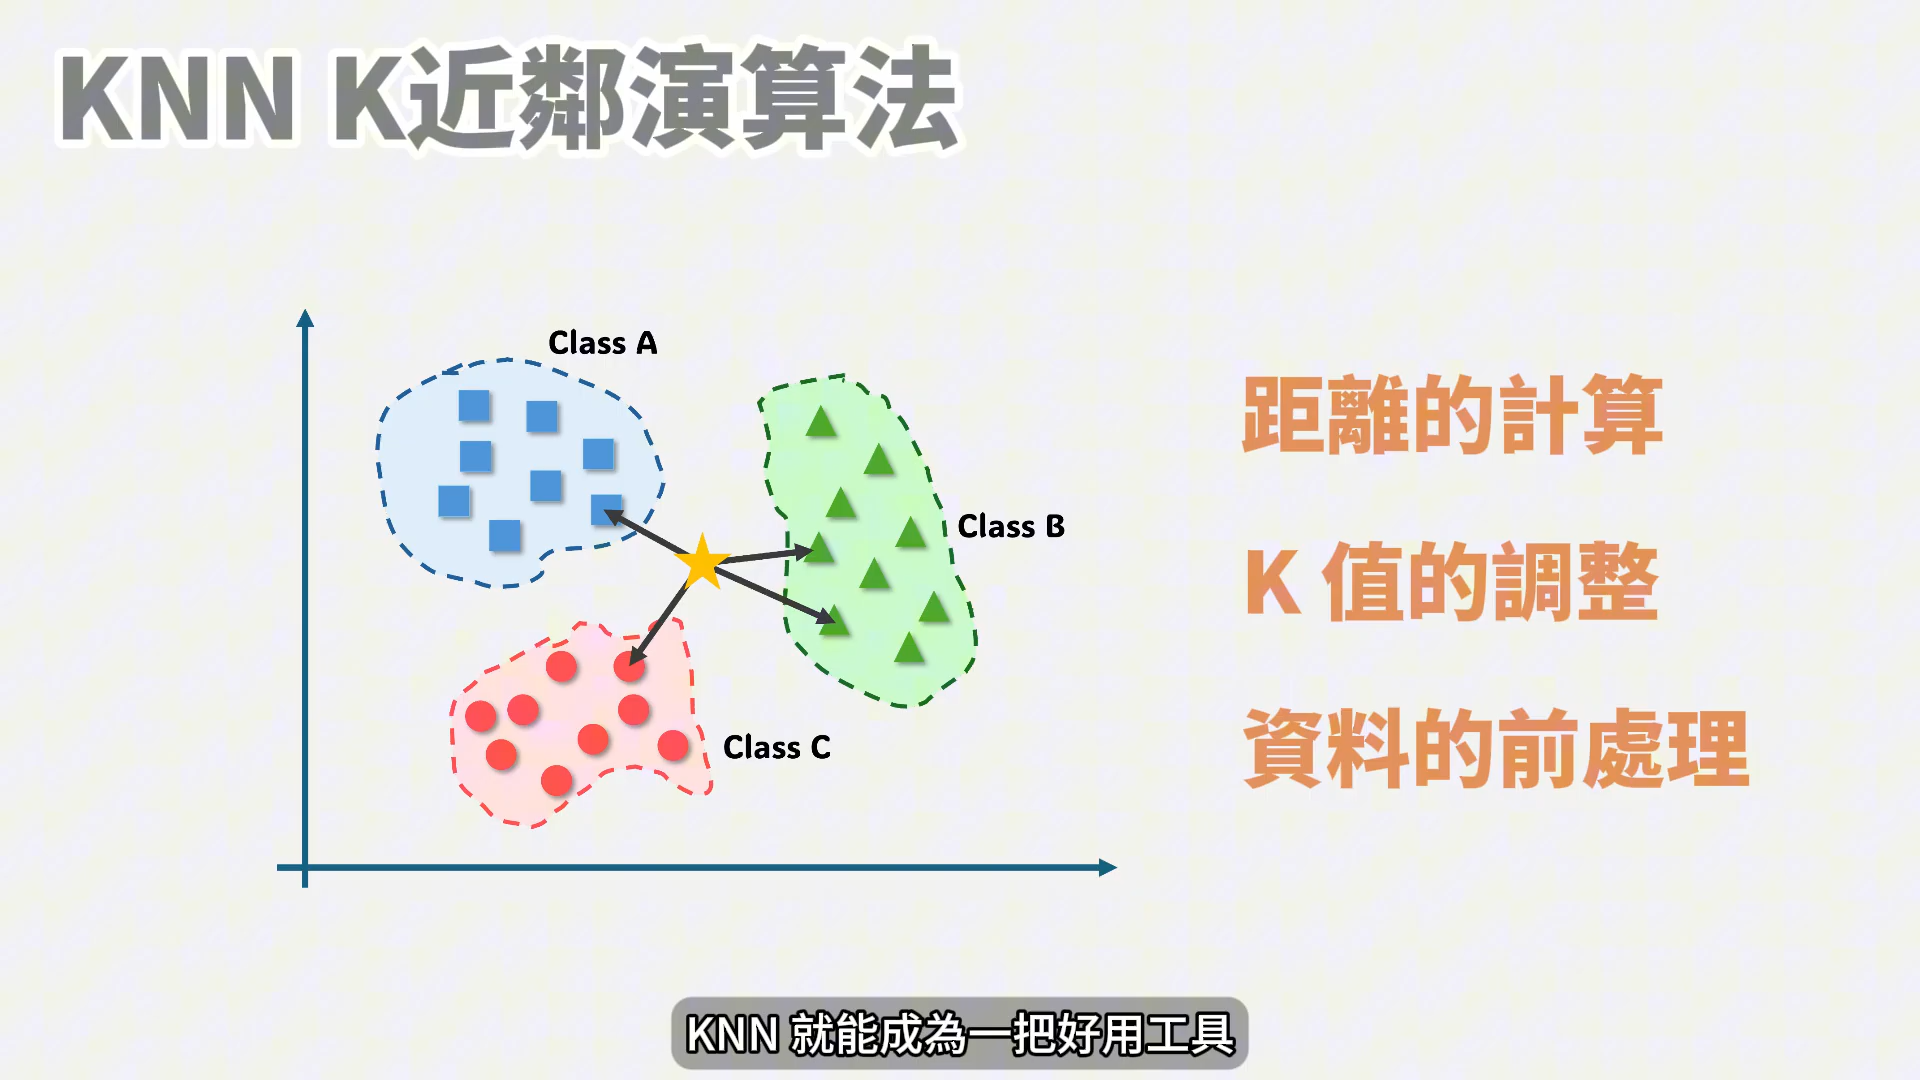 KNN K近鄰演算法
Class A
Class B
Class C
距離的計算
K 值的調整
資料的前處理
KNN 就能成為一把好用工具